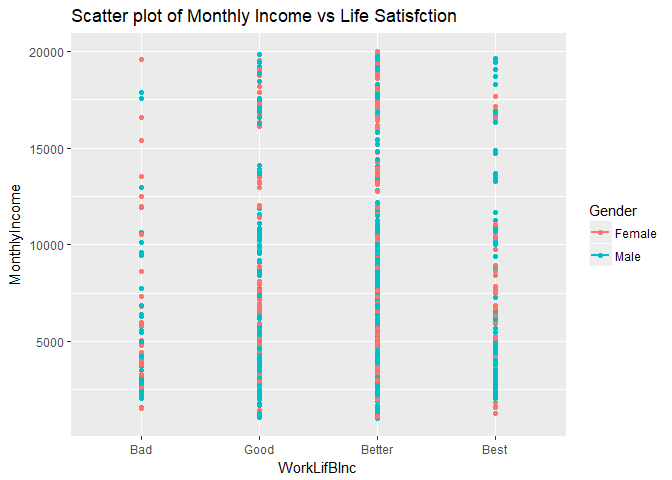 Scatter plot of Monthly Income vs Life Satisfction
20000
15000
10000
5000
MonthlyIncome
Bad Good Better Best
WorkLifBlnc
Gender
Female
Male